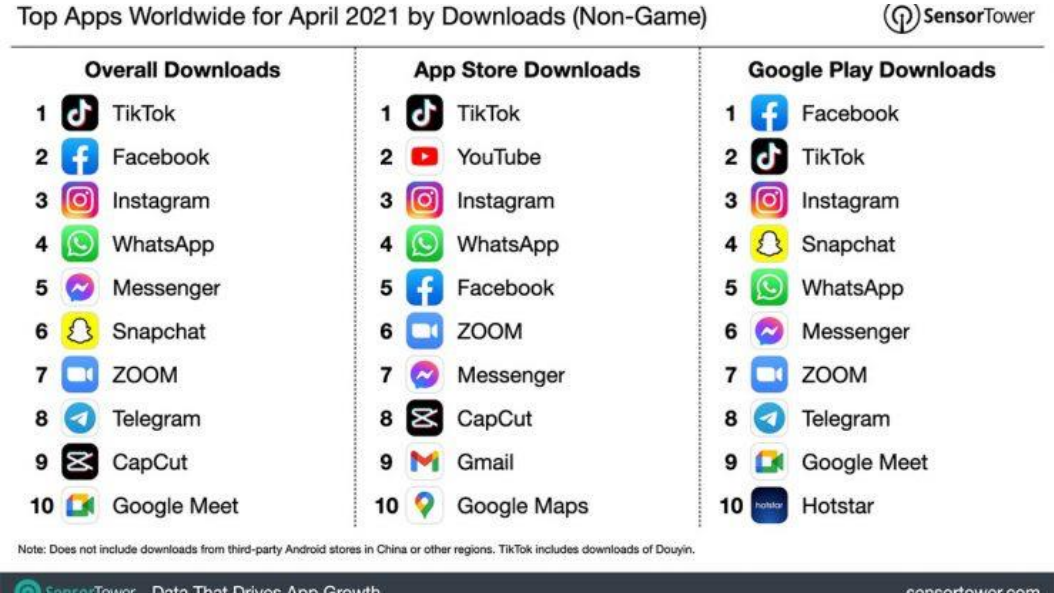 Top Apps Worldwide for April 2021 by Downloads (Non-Game)
SensorTower
Overall Downloads
1 TikTok
2 Facebook
3 Instagram
4 WhatsApp
5 Messenger
6 Snapchat
7 ZOOM
8 Telegram
9 CapCut
10 Google Meet
App Store Downloads
1 TikTok
2 YouTube
3 Instagram
4 WhatsApp
5 Facebook
6 ZOOM
7 Messenger
8 CapCut
9 Gmail
10 Google Maps
Google Play Downloads
1 Facebook
2 TikTok
3 Instagram
4 Snapchat
5 WhatsApp
6 Messenger
7 ZOOM
8 Telegram
9 Google Meet
10 hotstar Hotstar
Note: Does not include downloads from third-party Android stores in China or other regions. TikTok includes downloads of Douyin.
SensorTower Data That Drives App Growth
sensortower.com